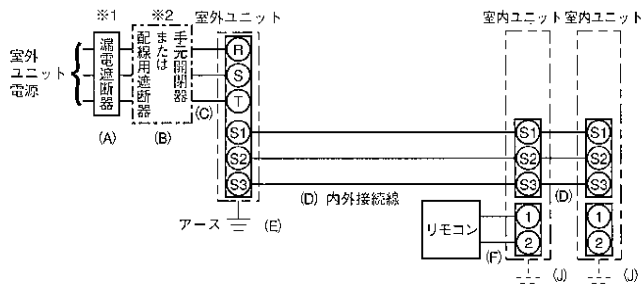 ※1
※2
室外ユニット
室内ユニット
室内ユニット
室外
ユニット
電源
漏電遮断器
手元開閉器
または
配線用遮断器
(A)
(B)
(C)
R
S
T
S1
S2
S3
S1
S2
S3
S1
S2
S3
(D) 内外接続線
(D)
アース
(E)
リモコン
(F)
1
2
1
2
(J)
(J)